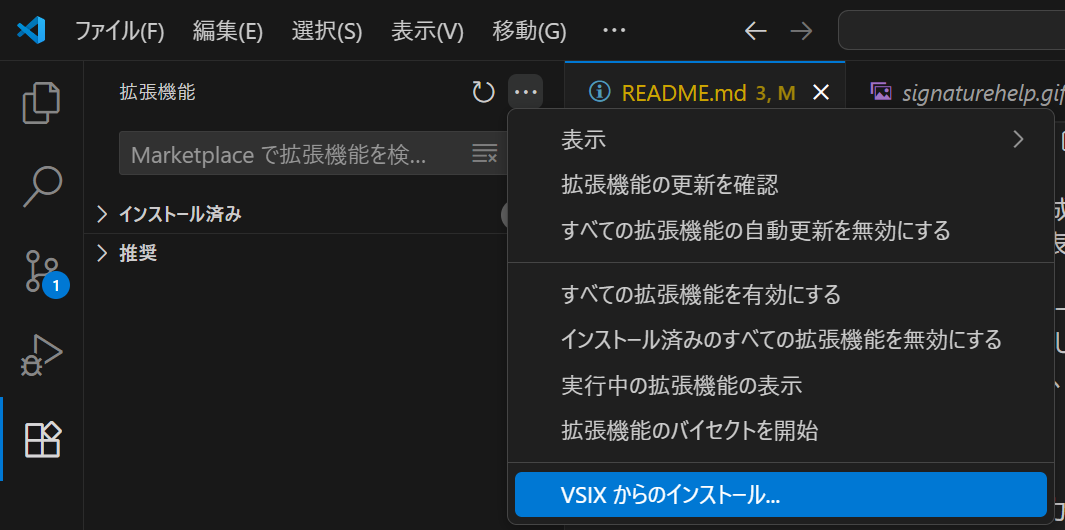 ファイル(F) 編集(E) 選択(S) 表示(V) 移動(G) ···
拡張機能 ···
README.md 3, M
signaturehelp.gif
Marketplace で拡張機能を検...
インストール済み
推奨
1
表示
拡張機能の更新を確認
すべての拡張機能の自動更新を無効にする
すべての拡張機能を有効にする
インストール済みのすべての拡張機能を無効にする
実行中の拡張機能の表示
拡張機能のバイセクトを開始
VSIX からのインストール...